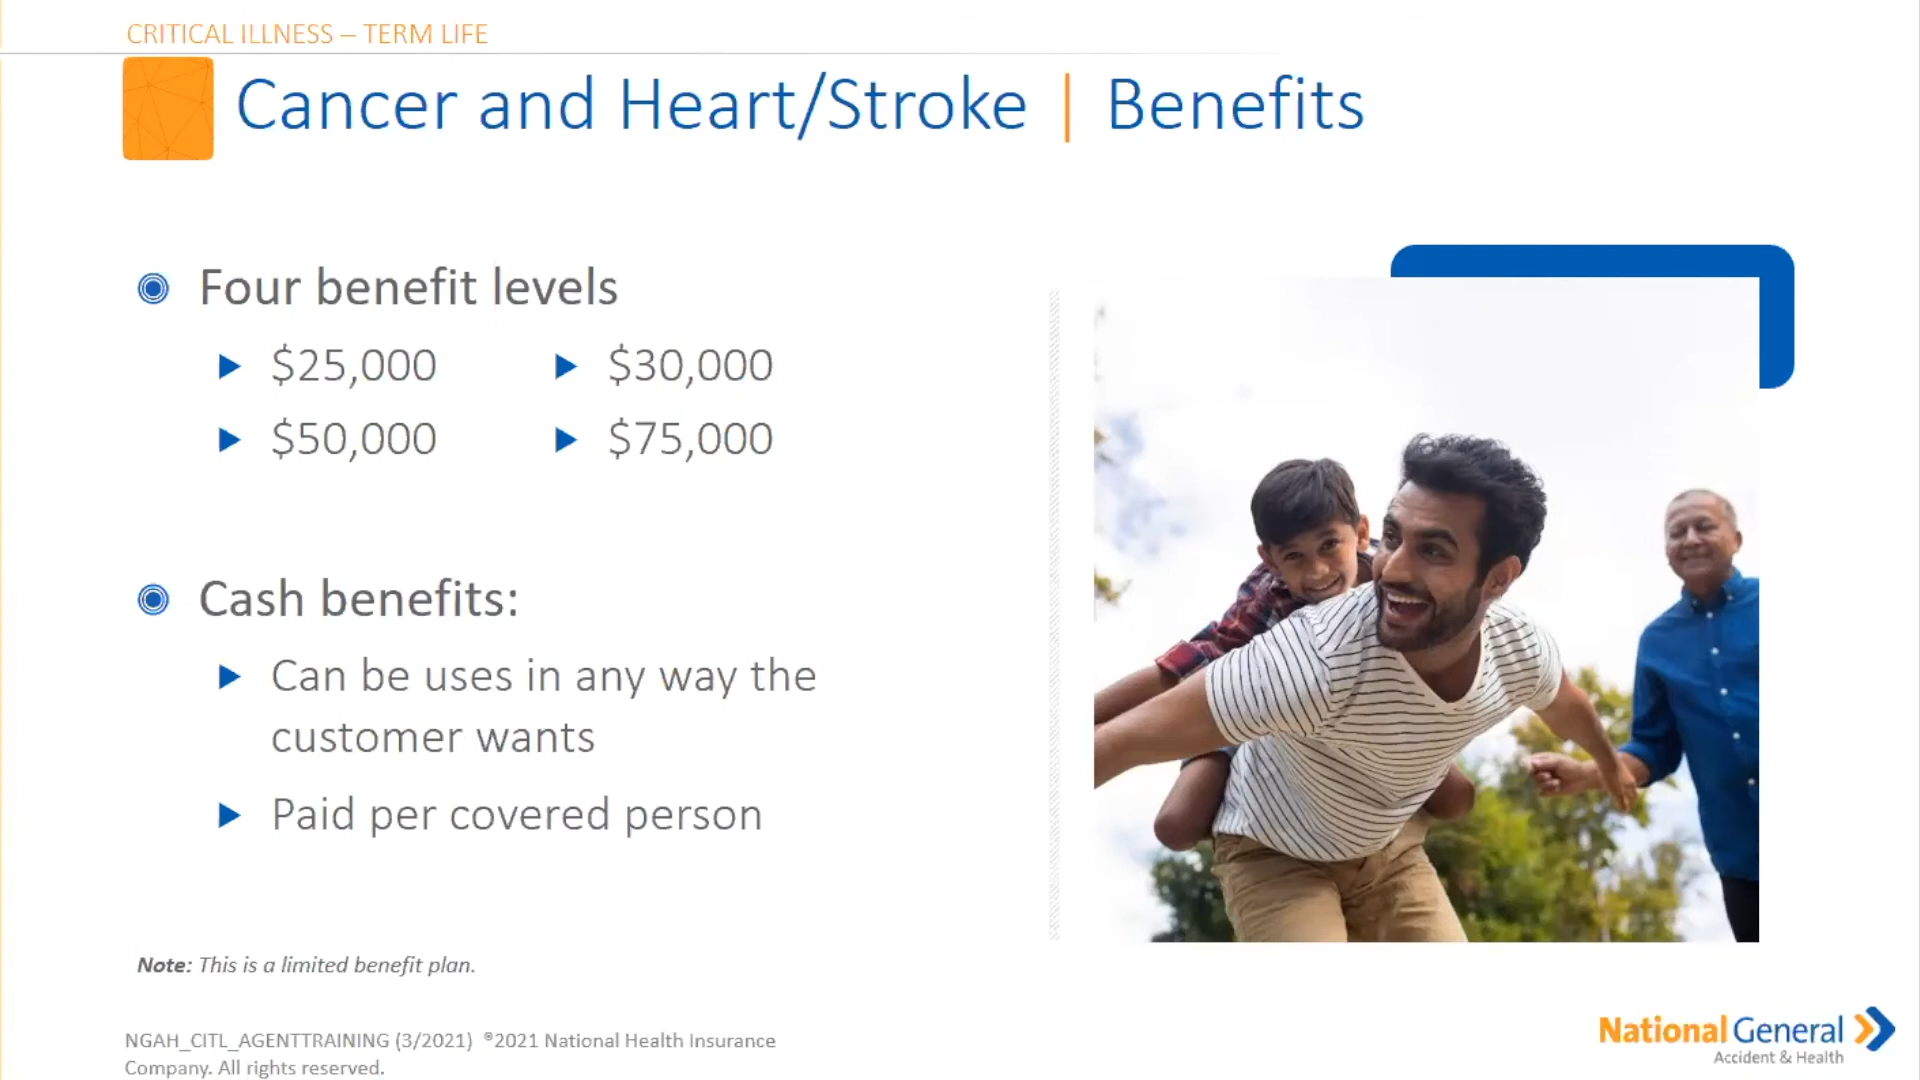 CRITICAL ILLNESS – TERM LIFE
Cancer and Heart/Stroke | Benefits
Four benefit levels
$25,000
$30,000
$50,000
$75,000
Cash benefits:
Can be uses in any way the
customer wants
Paid per covered person
Note: This is a limited benefit plan.
NGAH_CITL_AGENTTRAINING (3/2021) ©2021 National Health Insurance
Company. All rights reserved.
National General
Accident & Health